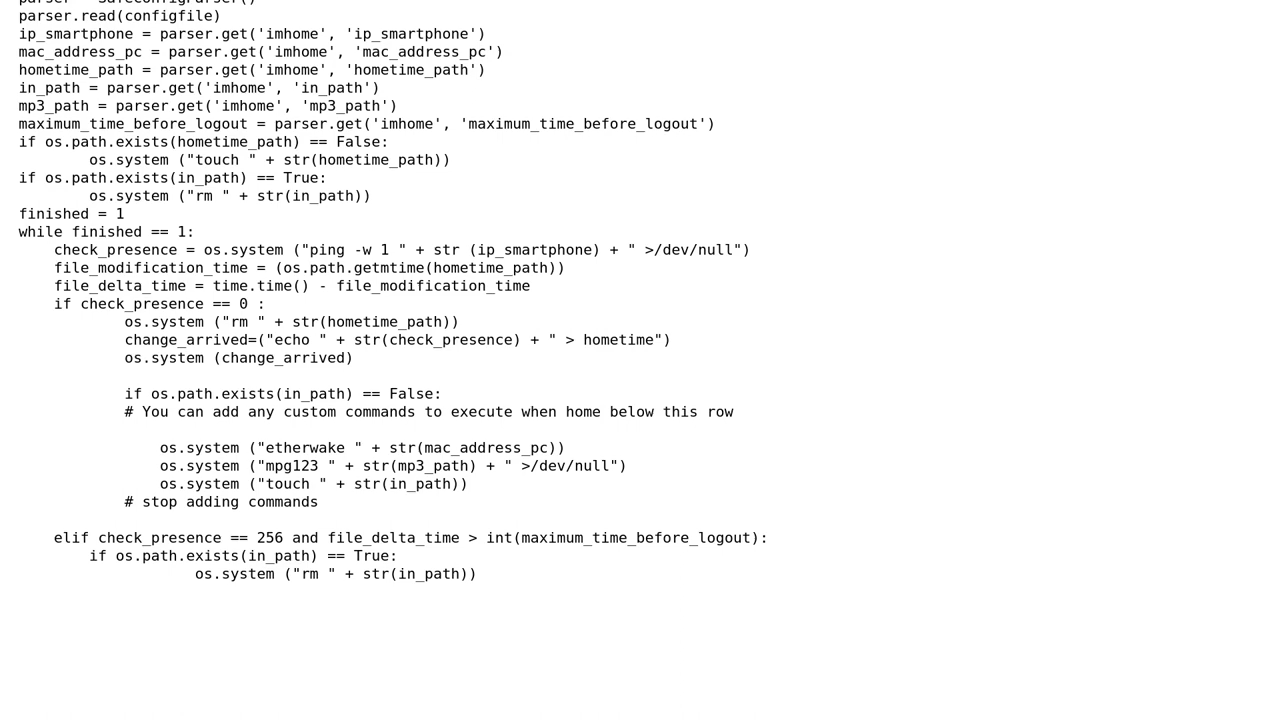 parser = SafeConfigParser()
parser.read(configfile)
ip_smartphone = parser.get('imhome', 'ip_smartphone')
mac_address_pc = parser.get('imhome', 'mac_address_pc')
hometime_path = parser.get('imhome', 'hometime_path')
in_path = parser.get('imhome', 'in_path')
mp3_path = parser.get('imhome', 'mp3_path')
maximum_time_before_logout = parser.get('imhome', 'maximum_time_before_logout')
if os.path.exists(hometime_path) == False:
        os.system ("touch " + str(hometime_path))
if os.path.exists(in_path) == True:
        os.system ("rm " + str(in_path))
finished = 1
while finished == 1:
    check_presence = os.system ("ping -w 1 " + str (ip_smartphone) + " >/dev/null")
    file_modification_time = (os.path.getmtime(hometime_path))
    file_delta_time = time.time() - file_modification_time
    if check_presence == 0 :
            os.system ("rm " + str(hometime_path))
            change_arrived=("echo " + str(check_presence) + " > hometime")
            os.system (change_arrived)
            if os.path.exists(in_path) == False:
            # You can add any custom commands to execute when home below this row
                os.system ("etherwake " + str(mac_address_pc))
                os.system ("mpg123 " + str(mp3_path) + " >/dev/null")
                os.system ("touch " + str(in_path))
            # stop adding commands
    elif check_presence == 256 and file_delta_time > int(maximum_time_before_logout):
        if os.path.exists(in_path) == True:
                    os.system ("rm " + str(in_path))